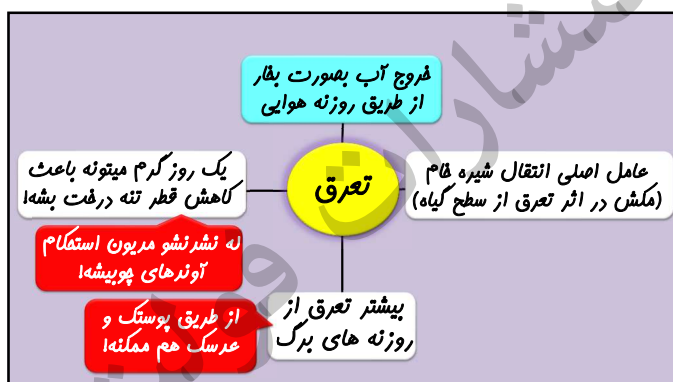 خروج آب بصورت بخار
از طریق روزنه هوایی
تعرق
عامل اصلی انتقال شیره خام
(مکش در اثر تعرق از سطح گیاه)
یک روز گرم میتونه باعث
کاهش قطر تنه درخت بشه!
له نشدنشو مدیون استحکام
آوندهای چوبیشه!
بیشتر تعرق از
روزنه های برگ
از طریق پوستک و
عدسک هم ممکنه!